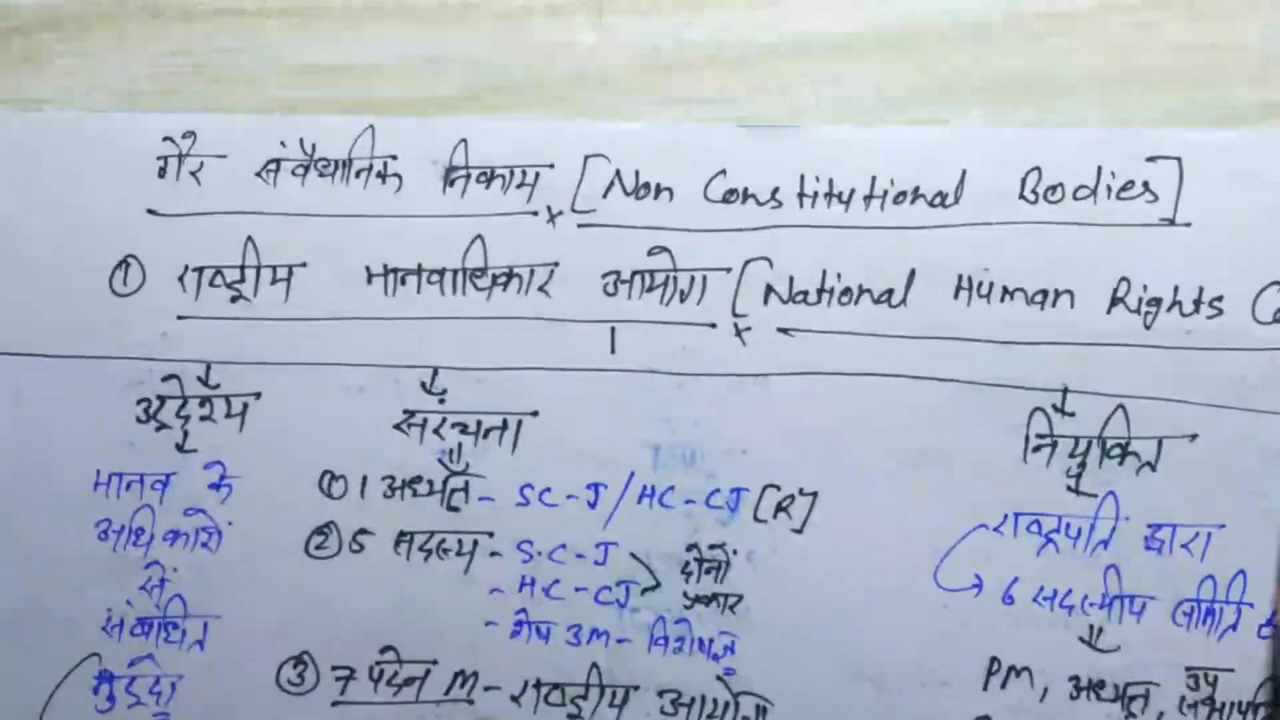 गैर संवैधानिक निकाय [Non Constitutional Bodies]
① राष्ट्रीय मानवाधिकार आयोग [National Human Rights
उद्देश्य
मानव के
अधिकारों
से
संबंधित
मुद्दों
संरचना
① 1 अध्यक्ष - SC-J / HC-CJ [R]
② 5 सदस्य - S.C-J
- HC-CJ
दोनों
प्रकार
- शेष 3M - विशेषज्ञ
③ 7 पदेन M - राष्ट्रीय आयोगों
नियुक्ति
राष्ट्रपति द्वारा
6 सदस्यीय समिति
PM, अध्यक्ष, उप
सभापति